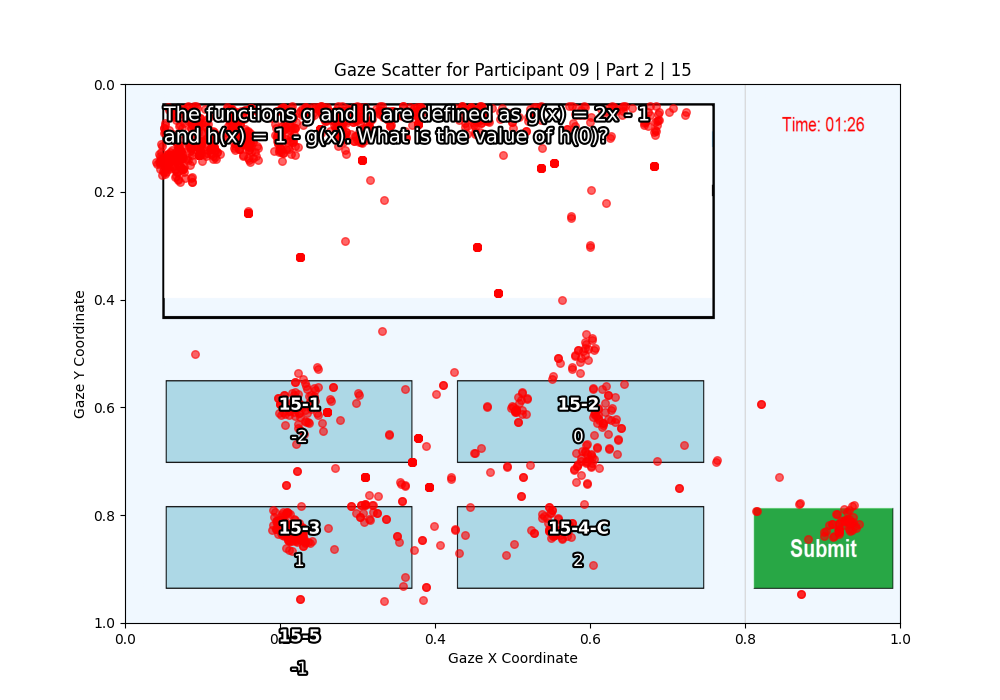 Gaze Scatter for Participant 09 | Part 2 | 15
The functions g and h are defined as g(x) = 2x - 1
and h(x) = 1 - g(x). What is the value of h(0)?
Time: 01:26
15-1
-2
15-2
0
15-3
1
15-4-C
2
Submit
15-5
-1
Gaze Y Coordinate
0.0
0.2
0.4
0.6
0.8
1.0
0.0
0.2
0.4
0.6
0.8
1.0
Gaze X Coordinate